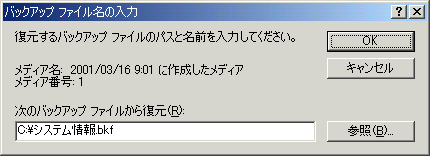 バックアップ ファイル名の入力
復元するバックアップ ファイルのパスと名前を入力してください。
OK
メディア名: 2001/03/16 9:01 に作成したメディア
キャンセル
メディア番号: 1
次のバックアップ ファイルから復元(R):
C:¥システム情報.bkf
参照(B)...